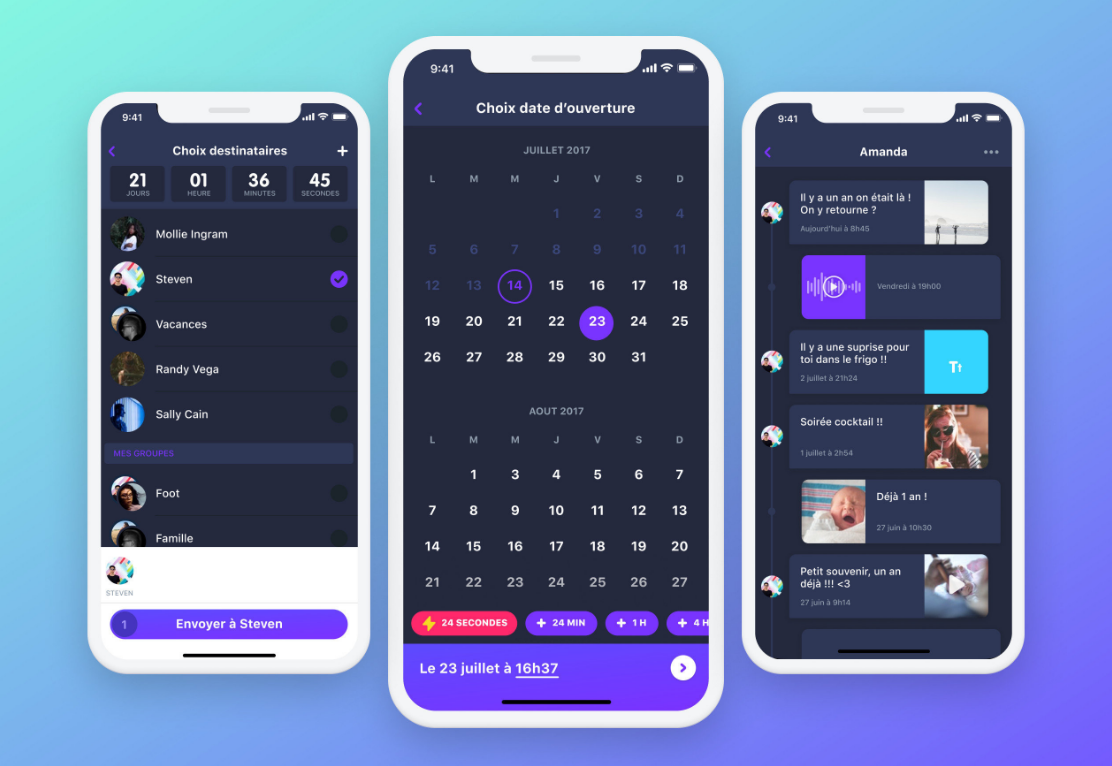 9:41
Choix destinataires
+
21 01 36 45
JOURS HEURE MINUTES SECONDES
Mollie Ingram
Steven
Vacances
Randy Vega
Sally Cain
MES GROUPES
Foot
Famille
STEVEN
1 Envoyer à Steven
9:41
Choix date d'ouverture
JUILLET 2017
L M M J V S D
1 2 3 4
5 6 7 8 9 10 11
12 13 14 15 16 17 18
19 20 21 22 23 24 25
26 27 28 29 30 31
AOUT 2017
L M M J V S D
1 3 4 5 6 7
7 8 9 10 11 12 13
14 15 16 17 18 19 20
21 22 23 24 25 26 27
24 SECONDES + 24 MIN + 1 H + 4 H
Le 23 juillet à 16h37
9:41
Amanda
Il y a un an on était là !
On y retourne ?
Aujourd'hui à 8h45
Vendredi à 19h00
Il y a une suprise pour
toi dans le frigo !!
2 juillet à 21h24
TT
Soirée cocktail !!
1 juillet à 2h54
Déjà 1 an !
27 juin à 10h30
Petit souvenir, un an
déjà !!! <3
27 juin à 9h14